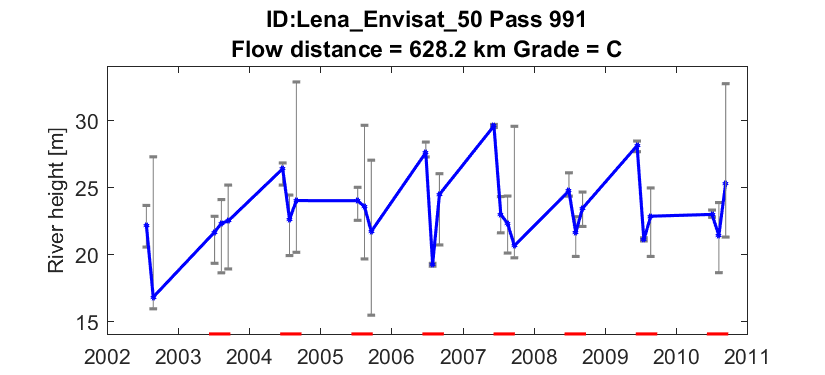 ID:Lena_Envisat_50 Pass 991
Flow distance = 628.2 km Grade = C
River height [m]
30
25
20
15
2002 2003 2004 2005 2006 2007 2008 2009 2010 2011